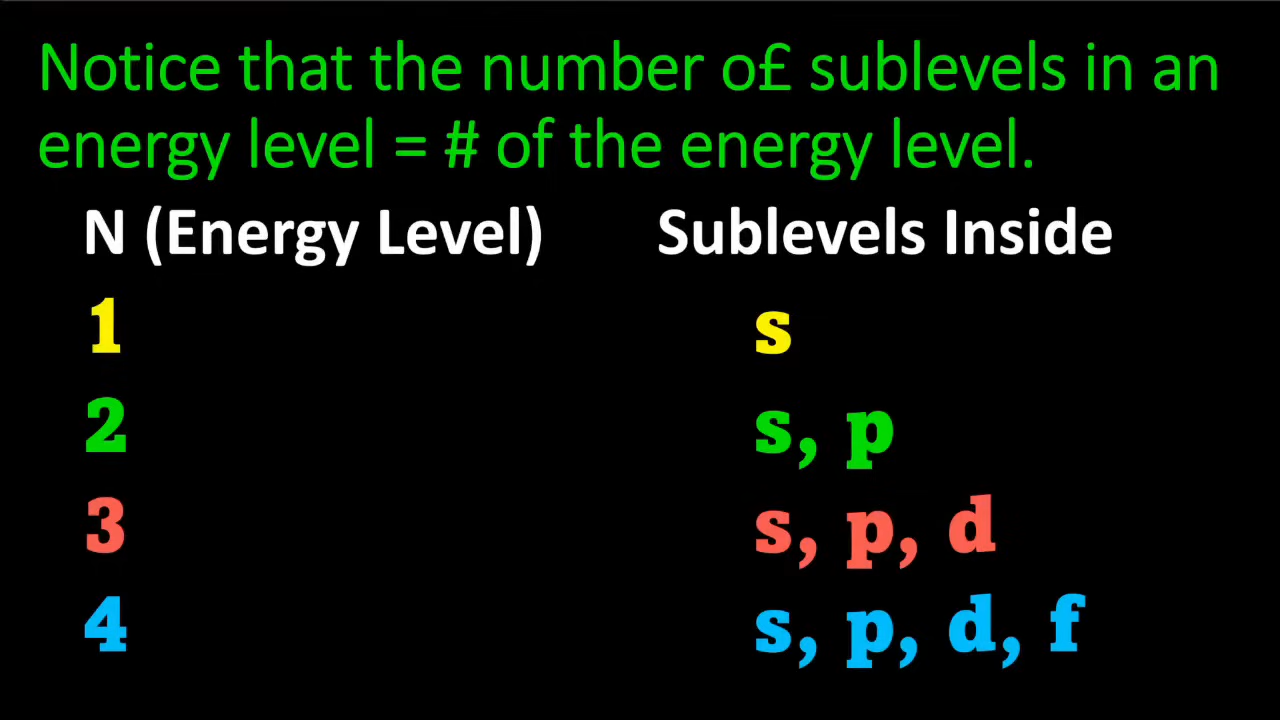 Notice that the number o£ sublevels in an
energy level = # of the energy level.
N (Energy Level) Sublevels Inside
1 s
2 s, p
3 s, p, d
4 s, p, d, f